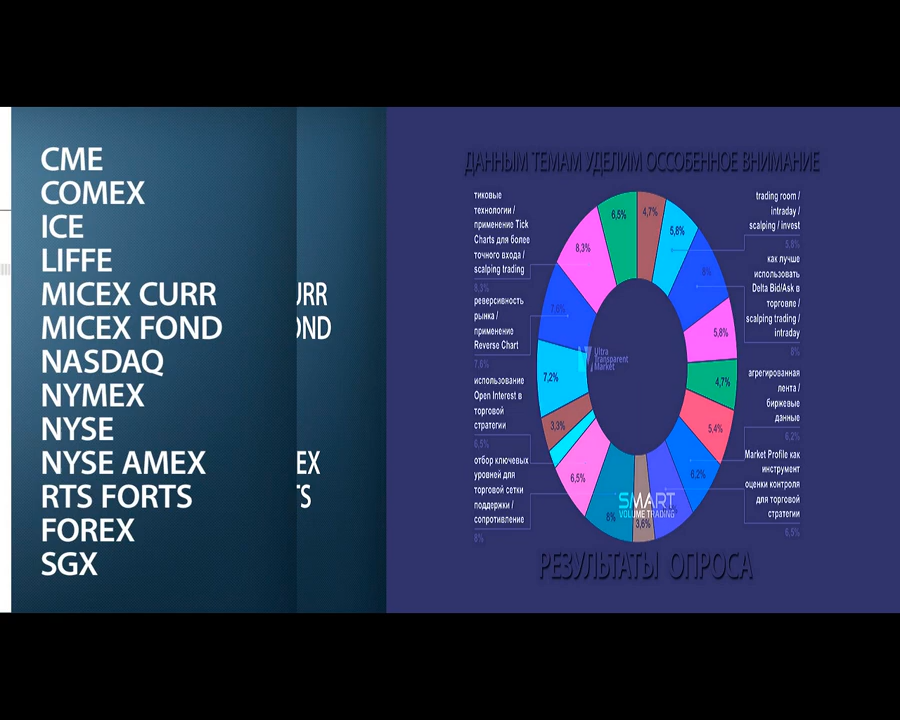 CME
COMEX
ICE
LIFFE
MICEX CURR
MICEX FOND
NASDAQ
NYMEX
NYSE
NYSE AMEX
RTS FORTS
FOREX
SGX
URR
OND
EX
TS
ДАННЫМ ТЕМАМ УДЕЛИМ ОССОБЕННОЕ ВНИМАНИЕ
тиковые
технологии /
применение Tick
Charts для более
точного входа /
scalping trading
8,3%
реверсивность
рынка /
применение
Reverse Chart
7,6%
использование
Open Interest в
торговой
стратегии
6,5%
отбор ключевых
уровней для
торговой сетки
поддержки /
сопротивление
8%
6,5%
4,7%
5,8%
8%
5,8%
4,7%
5,4%
6,2%
3,6%
8%
6,5%
3,3%
7,2%
7,6%
8,3%
Ultra
Transparent
Market
SMART
VOLUME TRADING
trading room /
intraday /
scalping / invest
5,8%
как лучше
использовать
Delta Bid/Ask в
торговле /
scalping trading /
intraday
8%
агрегированная
лента /
биржевые
данные
6,2%
Market Profile как
инструмент
оценки контроля
для торговой
стратегии
6,5%
РЕЗУЛЬТАТЫ ОПРОСА